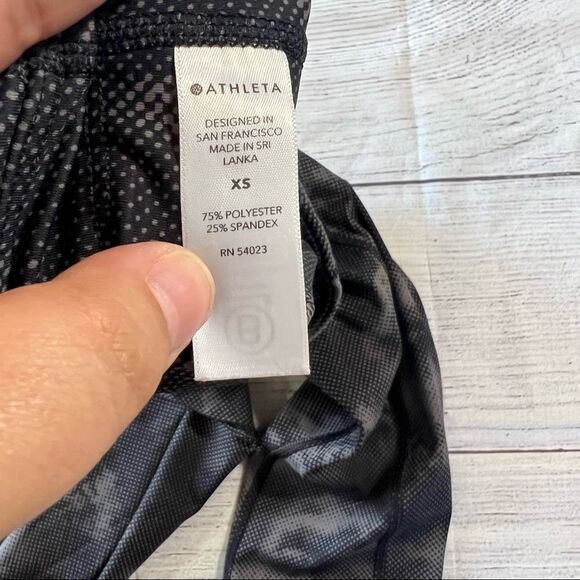 ATHLETA
DESIGNED IN
SAN FRANCISCO
MADE IN SRI
LANKA
XS
75% POLYESTER
25% SPANDEX
RN 54023
B